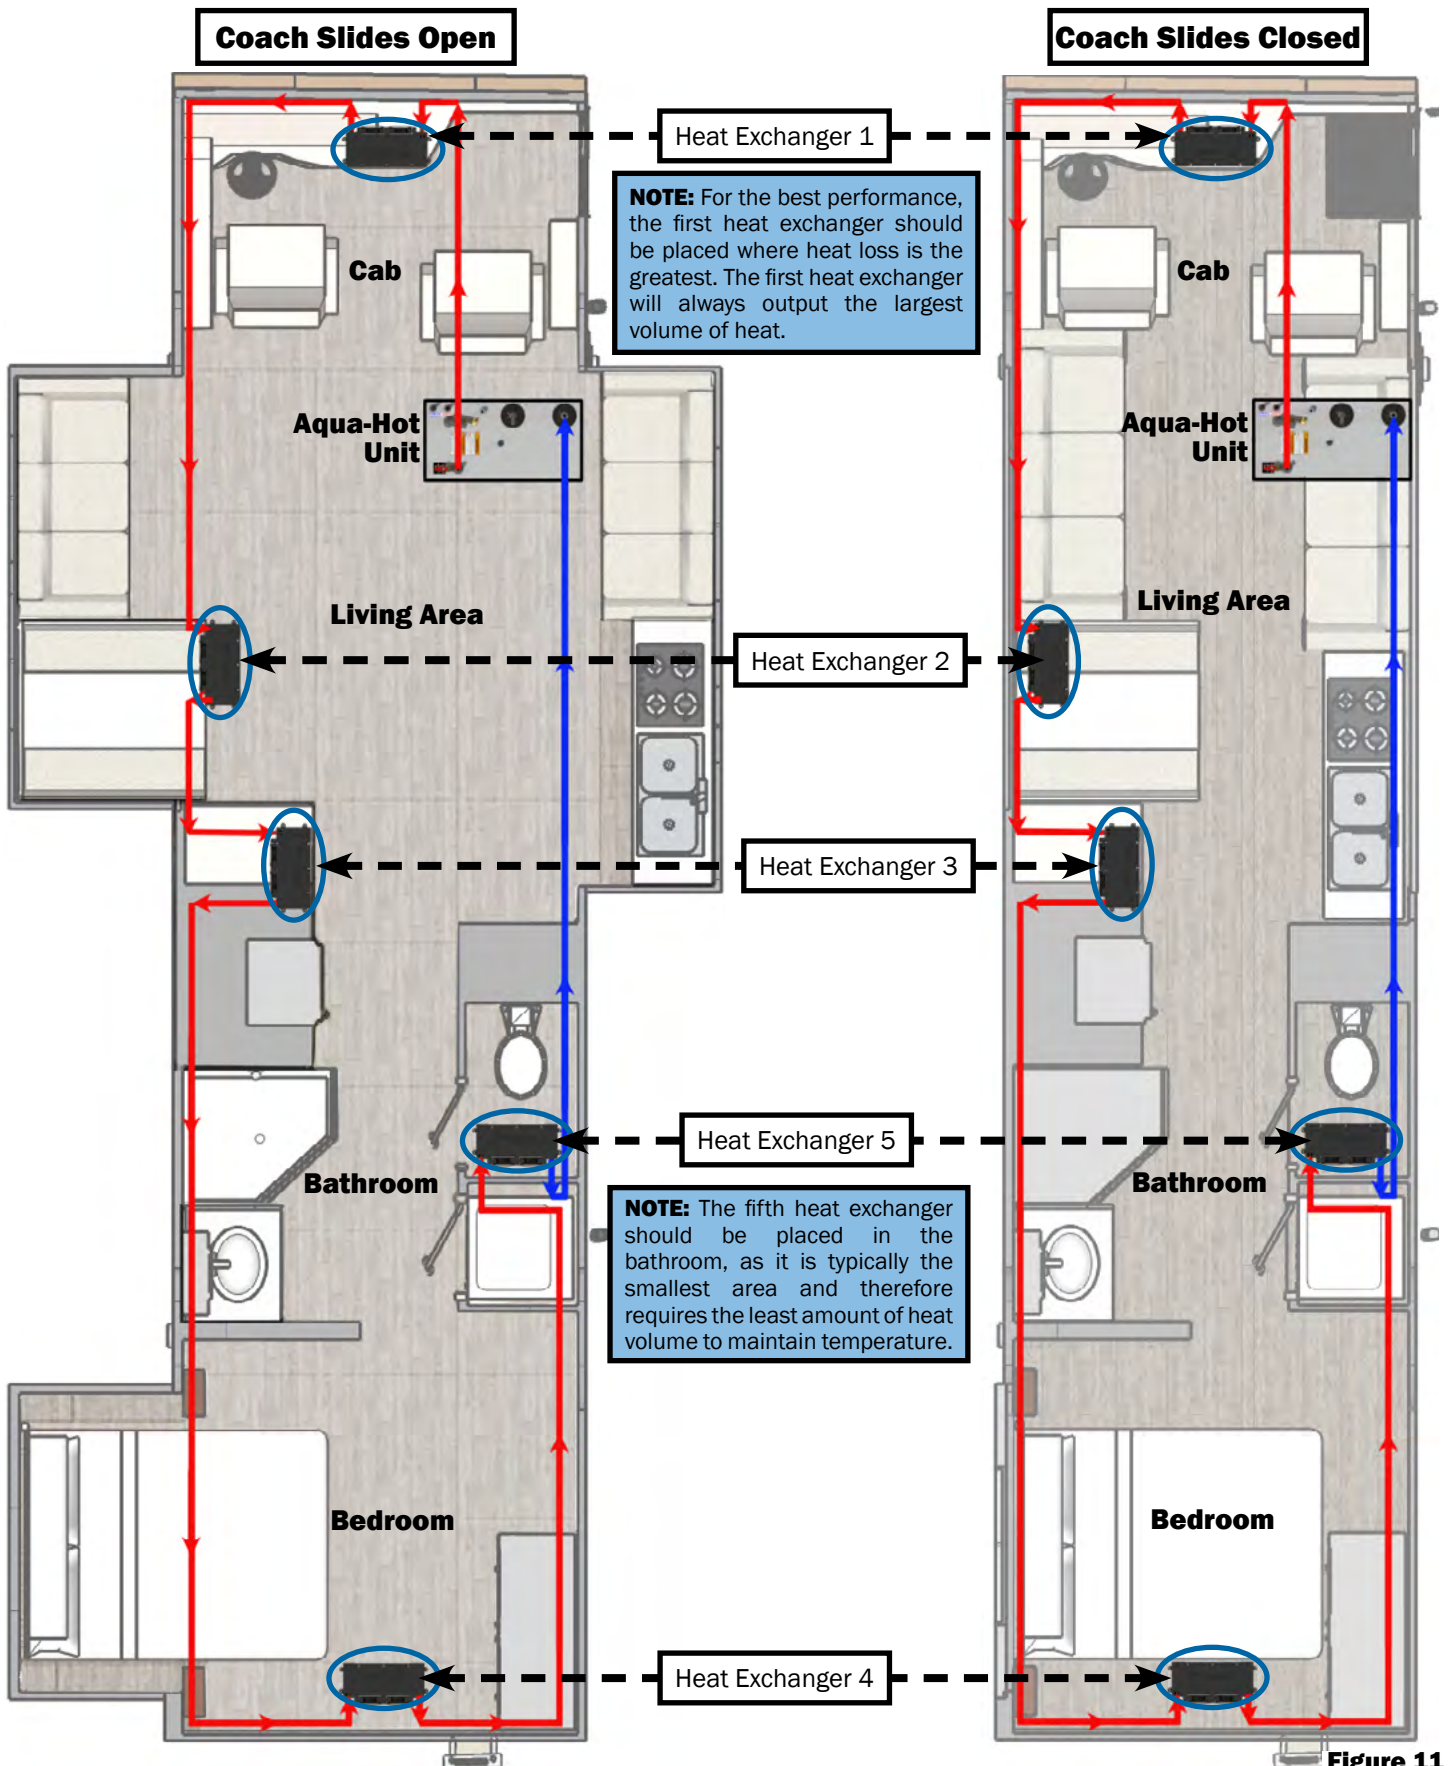 Coach Slides Open
Coach Slides Closed
Heat Exchanger 1
NOTE: For the best performance,
the first heat exchanger should
be placed where heat loss is the
greatest. The first heat exchanger
will always output the largest
volume of heat.
Cab
Cab
Aqua-Hot
Unit
Aqua-Hot
Unit
Living Area
Living Area
Heat Exchanger 2
Heat Exchanger 3
Heat Exchanger 5
Bathroom
Bathroom
NOTE: The fifth heat exchanger
should be placed in the
bathroom, as it is typically the
smallest area and therefore
requires the least amount of heat
volume to maintain temperature.
Bedroom
Bedroom
Heat Exchanger 4
Figure 11